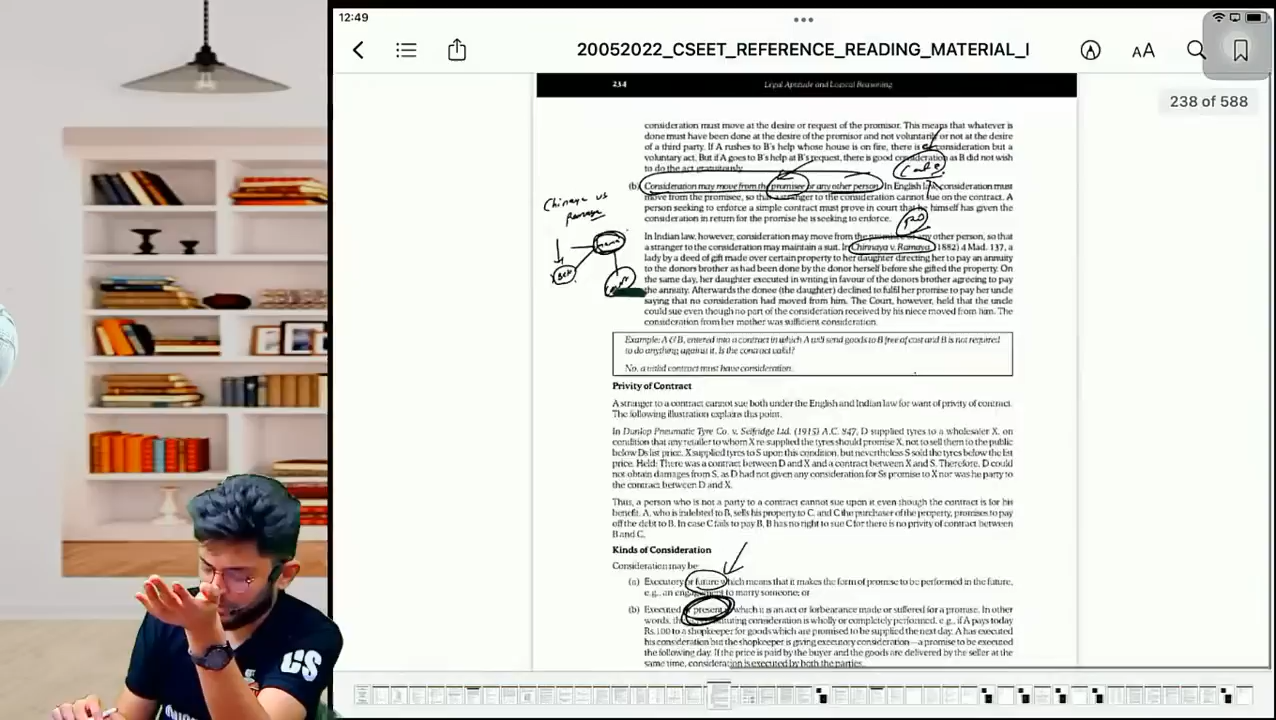 12:49
20052022_CSEET_REFERENCE_READING_MATERIAL_I
AA
238 of 588
234 Legal Aptitude and Logical Reasoning
consideration must move at the desire or request of the promisor. This means that whatever is
done must have been done at the desire of the promisor and not voluntarily or not at the desire
of a third party. If A rushes to B's help whose house is on fire, there is no consideration but a
voluntary act. But if A goes to B's help at B's request, there is good consideration as B did not wish
to do the act gratuitously.
(b) Consideration may move from the promisee or any other person. In English law, consideration must
move from the promisee, so that a stranger to the consideration cannot sue on the contract. A
person seeking to enforce a simple contract must prove in court that he himself has given the
consideration in return for the promise he is seeking to enforce.
Chinaya vs
Ramaya
In Indian law, however, consideration may move from the promisee or any other person, so that
a stranger to the consideration may maintain a suit. In Chinnaya v. Ramaya, (1882) 4 Mad. 137, a
lady by a deed of gift made over certain property to her daughter directing her to pay an annuity
to the donors brother as had been done by the donor herself before she gifted the property. On
the same day, her daughter executed in writing in favour of the donors brother agreeing to pay
the annuity. Afterwards the donee (the daughter) declined to fulfil her promise to pay her uncle
saying that no consideration had moved from him. The Court, however, held that the uncle
could sue even though no part of the consideration received by his niece moved from him. The
consideration from her mother was sufficient consideration.
Example: A & B, entered into a contract in which A will send goods to B free of cost and B is not required
to do anything against it. Is the contract valid?
No, a valid contract must have consideration.
Privity of Contract
A stranger to a contract cannot sue both under the English and Indian law for want of privity of contract.
The following illustration explains this point.
In Dunlop Pneumatic Tyre Co. v. Selfridge Ltd. (1915) A.C. 847, D supplied tyres to a wholesaler X, on
condition that any retailer to whom X re-supplied the tyres should promise X, not to sell them to the public
below Ds list price. X supplied tyres to S upon this condition, but nevertheless S sold the tyres below the list
price. Held: There was a contract between D and X and a contract between X and S. Therefore, D could
not obtain damages from S, as D had not given any consideration for Ss promise to X nor was he party to
the contract between D and X.
Thus, a person who is not a party to a contract cannot sue upon it even though the contract is for his
benefit. A, who is indebted to B, sells his property to C, and C the purchaser of the property, promises to pay
off the debt to B. In case C fails to pay B, B has no right to sue C for there is no privity of contract between
B and C.
Kinds of Consideration
Consideration may be
(a) Executory or future which means that it makes the form of promise to be performed in the future,
e.g., an engagement to marry someone; or
(b) Executed or present which it is an act or forbearance made or suffered for a promise. In other
words, the constituting consideration is wholly or completely performed, e.g., if A pays today
Rs.100 to a shopkeeper for goods which are promised to be supplied the next day, A has executed
his consideration but the shopkeeper is giving executory consideration—a promise to be executed
the following day. If the price is paid by the buyer and the goods are delivered by the seller at the
same time, consideration is executed by both the parties.
CS